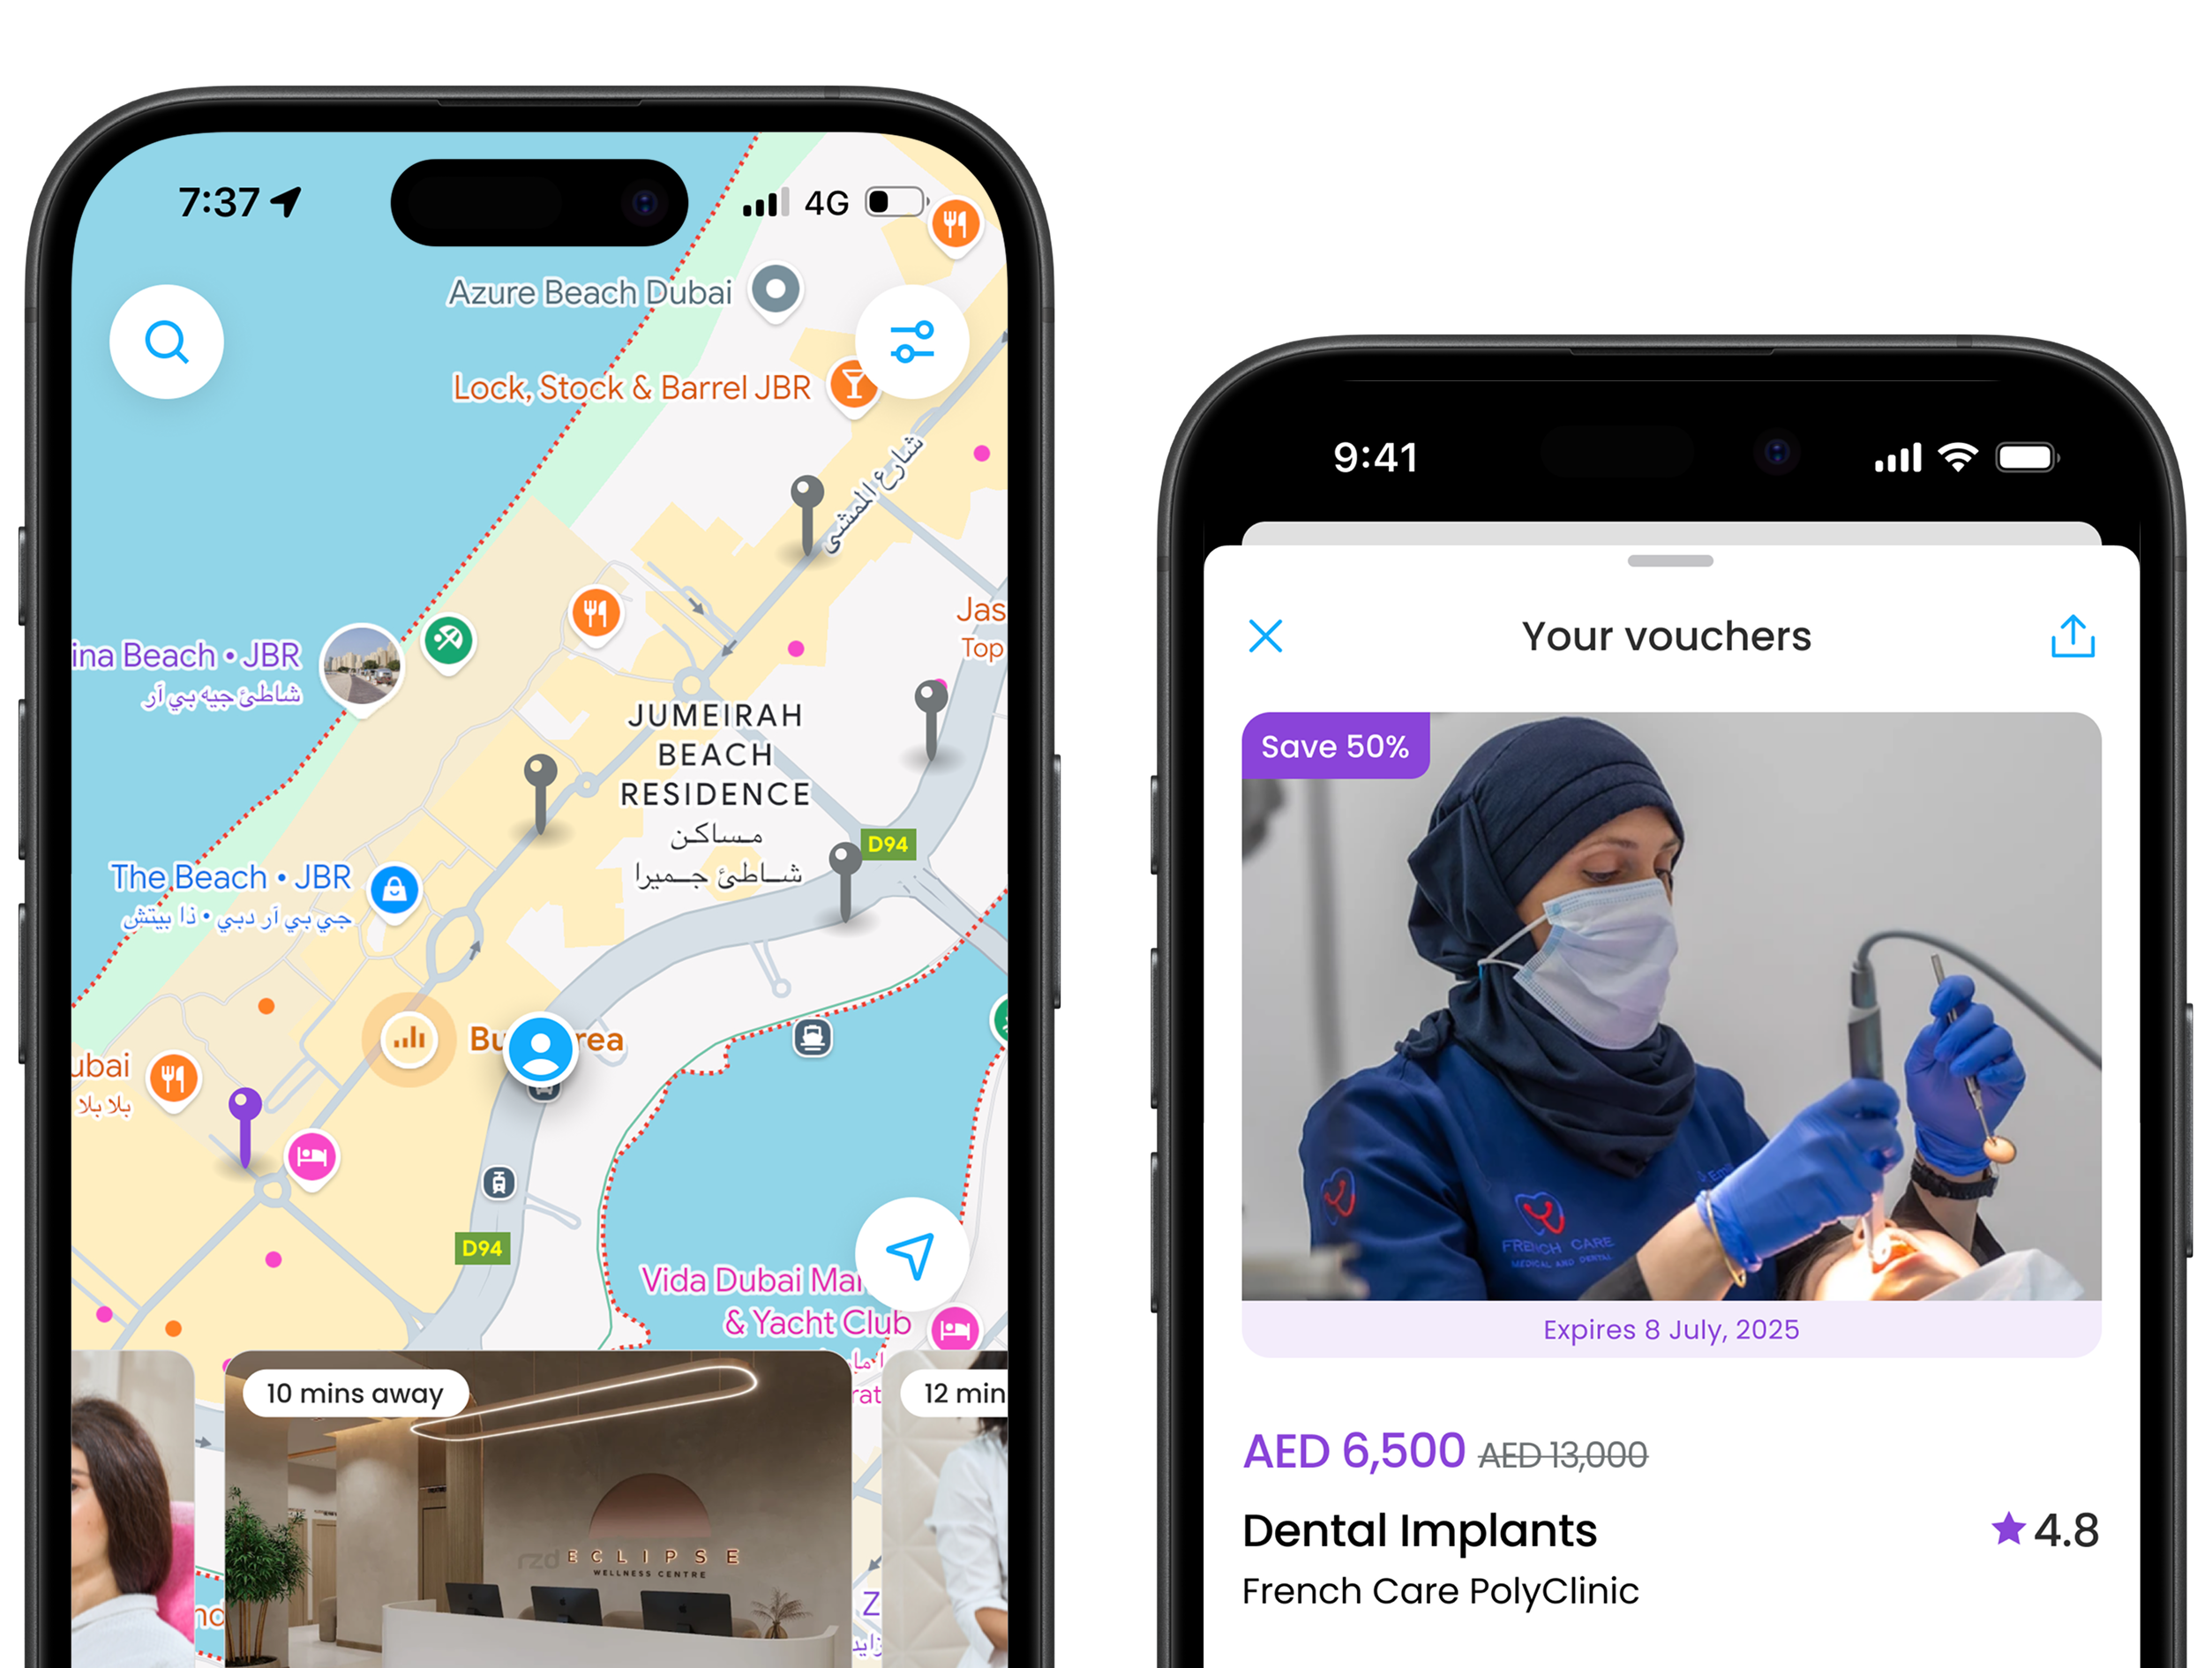 7:37
4G
Azure Beach Dubai
Lock, Stock & Barrel JBR
شارع الممشى
Jas
Top
ina Beach • JBR
شاطئ جيه بي آر
JUMEIRAH
BEACH
RESIDENCE
مساكن
شاطئ جميرا
D94
The Beach • JBR
جي بي آر دبي • ذا بيتش
Bu rea
ubai
بلا بلا
D94
Vida Dubai Mar
& Yacht Club
10 mins away
12 min
rzd ECLIPSE
WELLNESS CENTRE
Z
9:41
Your vouchers
Save 50%
FRENCH CARE
MEDICAL AND DENTAL
Expires 8 July, 2025
AED 6,500 AED 13,000
Dental Implants
4.8
French Care PolyClinic